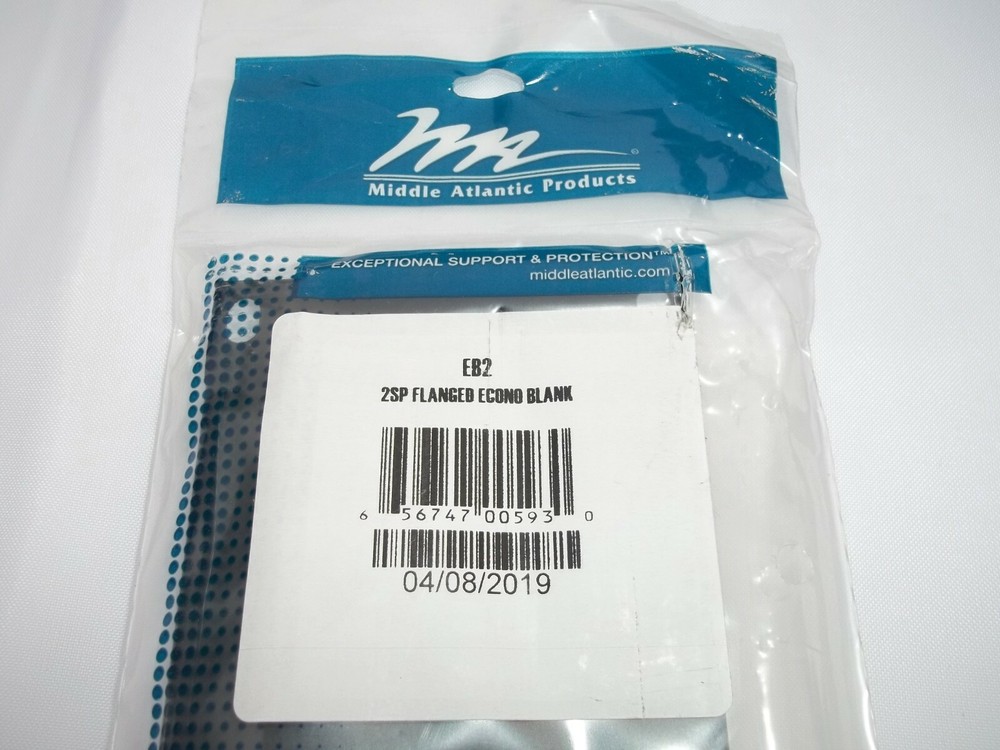 Middle Atlantic Products
EXCEPTIONAL SUPPORT & PROTECTION™
middleatlantic.com
EB2
2SP FLANGED ECONO BLANK
6 56747 00593 0
04/08/2019